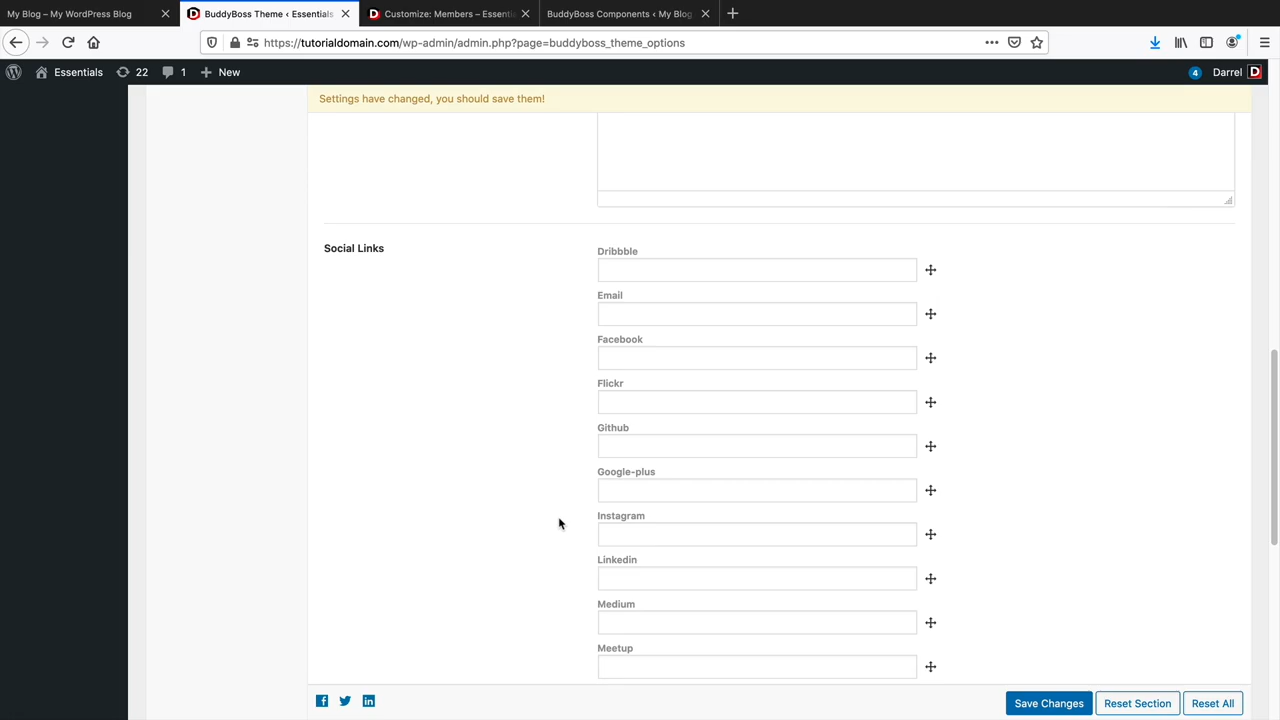 My Blog – My WordPress Blog
BuddyBoss Theme ‹ Essentials
Customize: Members – Essenti
BuddyBoss Components ‹ My Blog
https://tutorialdomain.com/wp-admin/admin.php?page=buddyboss_theme_options
Essentials
22
1
New
4
Darrel
Settings have changed, you should save them!
Social Links
Dribbble
Email
Facebook
Flickr
Github
Google-plus
Instagram
Linkedin
Medium
Meetup
Save Changes
Reset Section
Reset All